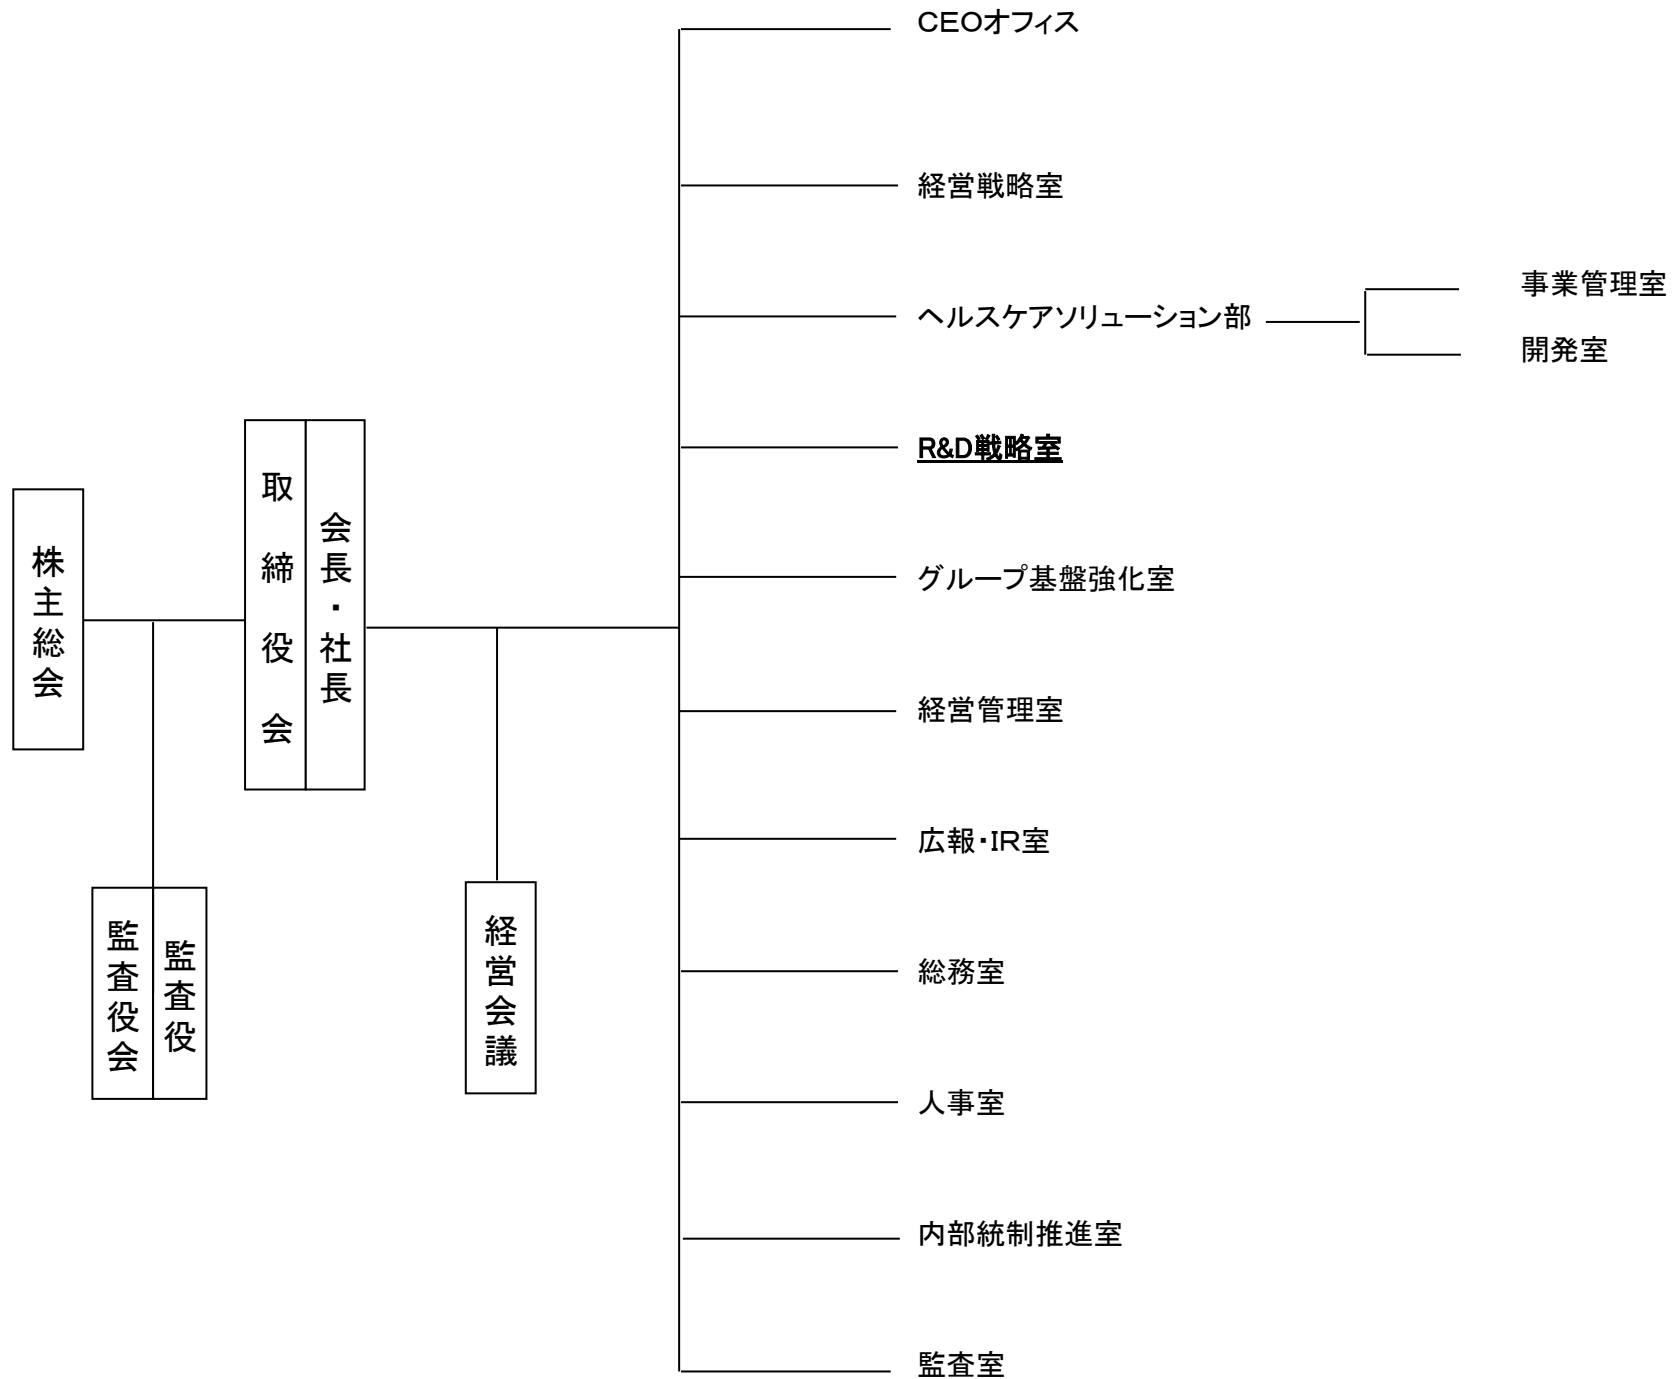 株主総会
取締役会
会長・社長
監査役会
監査役
経営会議
CEOオフィス
経営戦略室
ヘルスケアソリューション部
事業管理室
開発室
R&D戦略室
グループ基盤強化室
経営管理室
広報・IR室
総務室
人事室
内部統制推進室
監査室